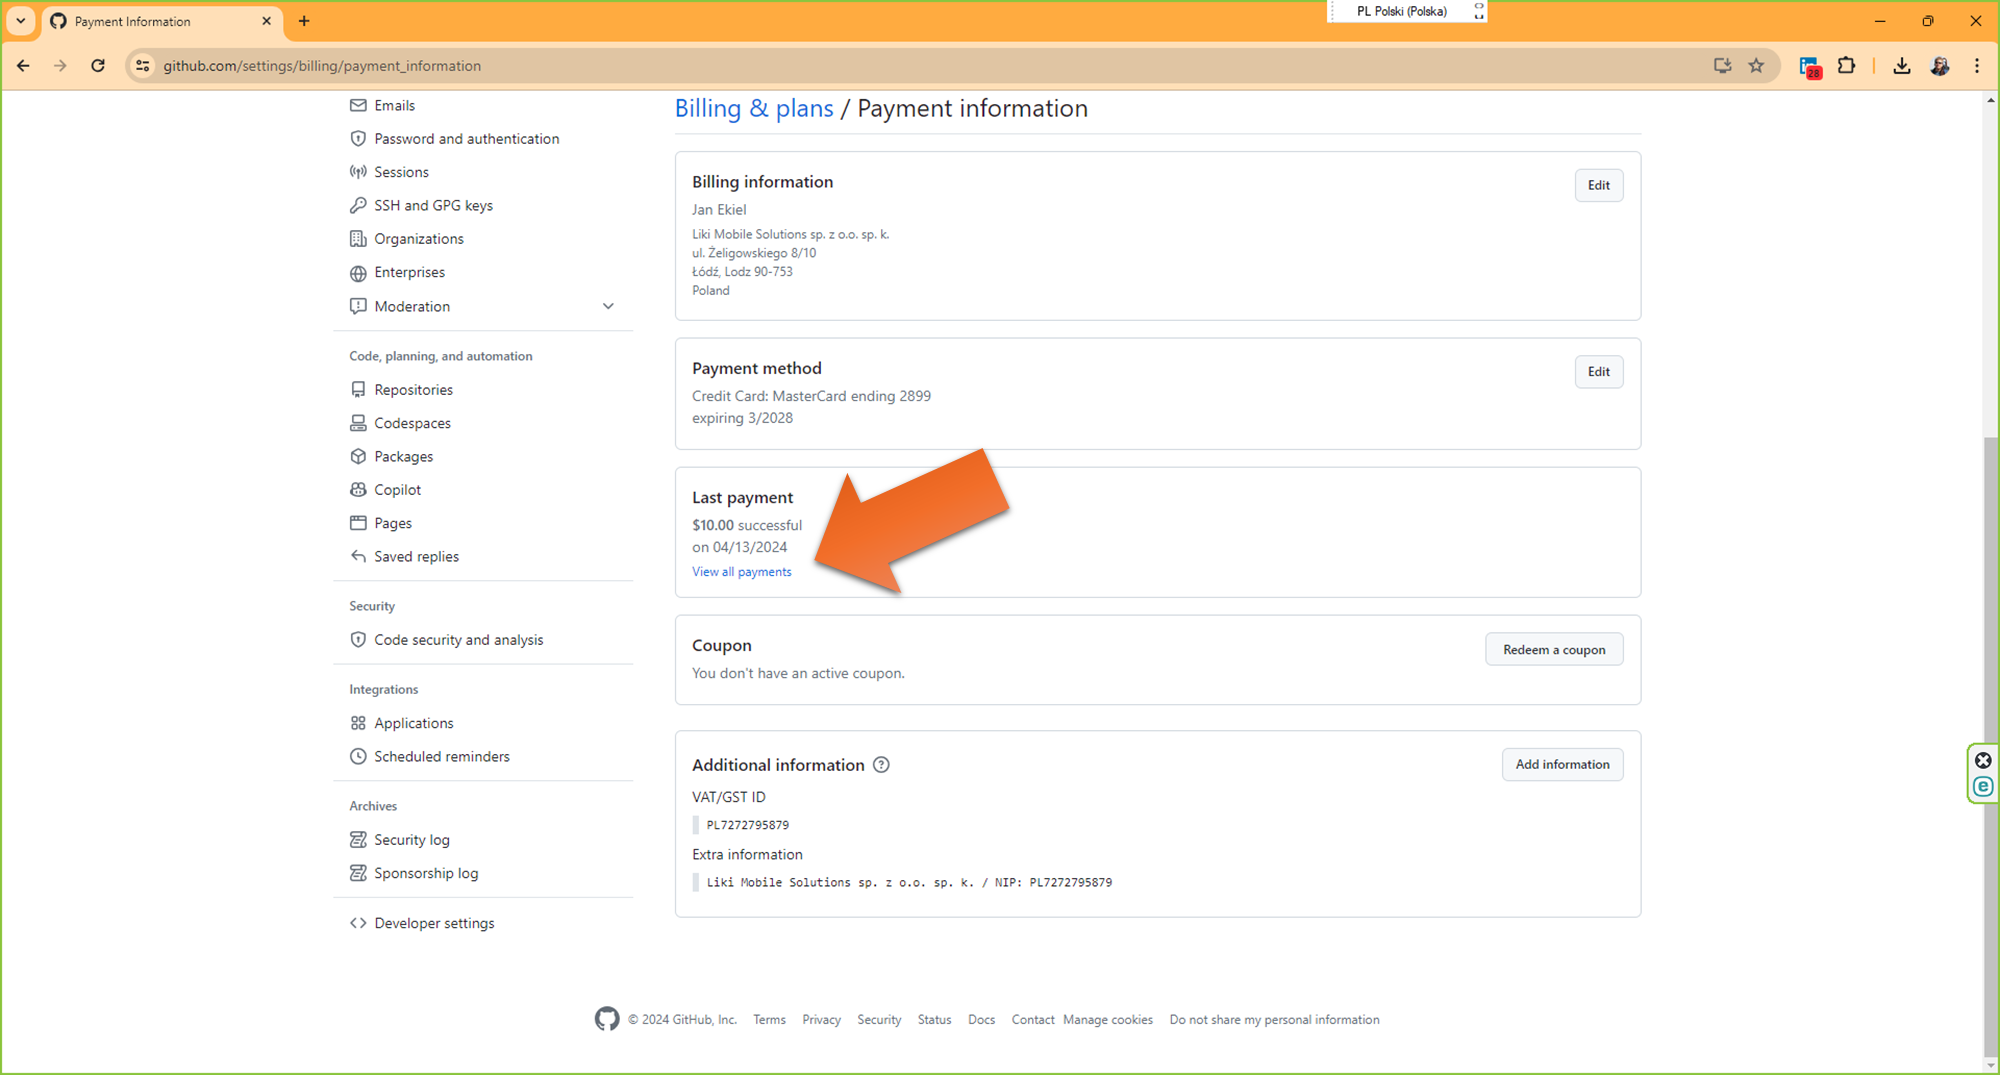 Payment Information
PL Polski (Polska)
github.com/settings/billing/payment_information
28
Emails
Password and authentication
Sessions
SSH and GPG keys
Organizations
Enterprises
Moderation
Code, planning, and automation
Repositories
Codespaces
Packages
Copilot
Pages
Saved replies
Security
Code security and analysis
Integrations
Applications
Scheduled reminders
Archives
Security log
Sponsorship log
Developer settings
Billing & plans / Payment information
Billing information
Edit
Jan Ekiel
Liki Mobile Solutions sp. z o.o. sp. k.
ul. Żeligowskiego 8/10
Łódź, Lodz 90-753
Poland
Payment method
Edit
Credit Card: MasterCard ending 2899
expiring 3/2028
Last payment
$10.00 successful
on 04/13/2024
View all payments
Coupon
Redeem a coupon
You don't have an active coupon.
Additional information
Add information
VAT/GST ID
PL7272795879
Extra information
Liki Mobile Solutions sp. z o.o. sp. k. / NIP: PL7272795879
© 2024 GitHub, Inc. Terms Privacy Security Status Docs Contact Manage cookies Do not share my personal information